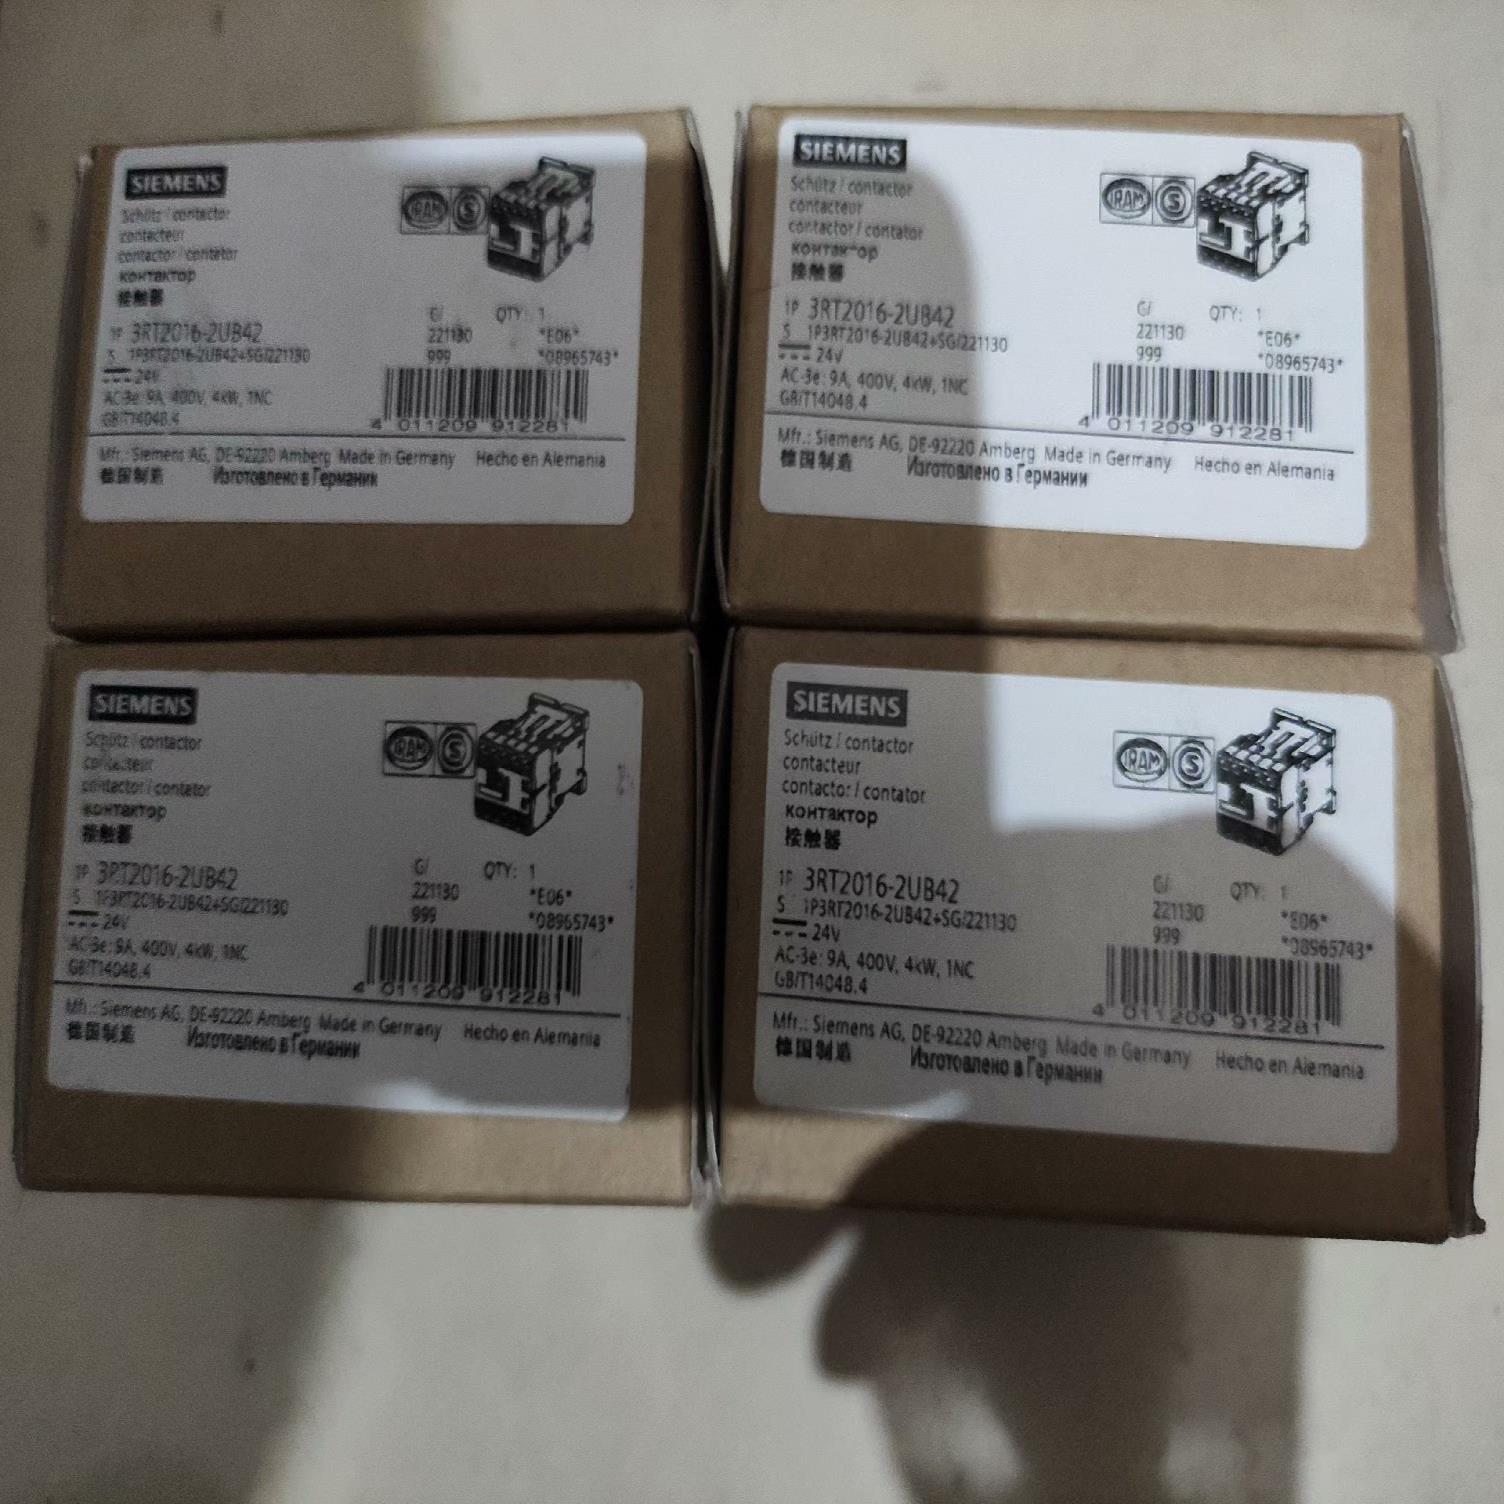 SIEMENS
Schütz / contactor
contacteur
contactor / contator
контактор
接触器
IRAM S
1P 3RT2016-2UB42
S 1P3RT2016-2UB42+SG/221130
24V
AC-3e: 9A, 400V, 4kW, 1NC
GB/T14048.4
G/ QTY: 1
221130 *E06*
999 *08965743*
4 011209 912281
Mfr.: Siemens AG, DE-92220 Amberg Made in Germany Hecho en Alemania
德国制造 Изготовлено в Германии
SIEMENS
Schütz / contactor
contacteur
contactor / contator
контактор
接触器
IRAM S
1P 3RT2016-2UB42
S 1P3RT2016-2UB42+SG/221130
24V
AC-3e: 9A, 400V, 4kW, 1NC
GB/T14048.4
G/ QTY: 1
221130 *E06*
999 *08965743*
4 011209 912281
Mfr.: Siemens AG, DE-92220 Amberg Made in Germany Hecho en Alemania
德国制造 Изготовлено в Германии
SIEMENS
Schütz / contactor
contacteur
contactor / contator
контактор
接触器
IRAM S
1P 3RT2016-2UB42
S 1P3RT2016-2UB42+SG/221130
24V
AC-3e: 9A, 400V, 4kW, 1NC
GB/T14048.4
G/ QTY: 1
221130 *E06*
999 *08965743*
4 011209 912281
Mfr.: Siemens AG, DE-92220 Amberg Made in Germany Hecho en Alemania
德国制造 Изготовлено в Германии
SIEMENS
Schütz / contactor
contacteur
contactor / contator
контактор
接触器
IRAM S
1P 3RT2016-2UB42
S 1P3RT2016-2UB42+SG/221130
24V
AC-3e: 9A, 400V, 4kW, 1NC
GB/T14048.4
G/ QTY: 1
221130 *E06*
999 *08965743*
4 011209 912281
Mfr.: Siemens AG, DE-92220 Amberg Made in Germany Hecho en Alemania
德国制造 Изготовлено в Германии